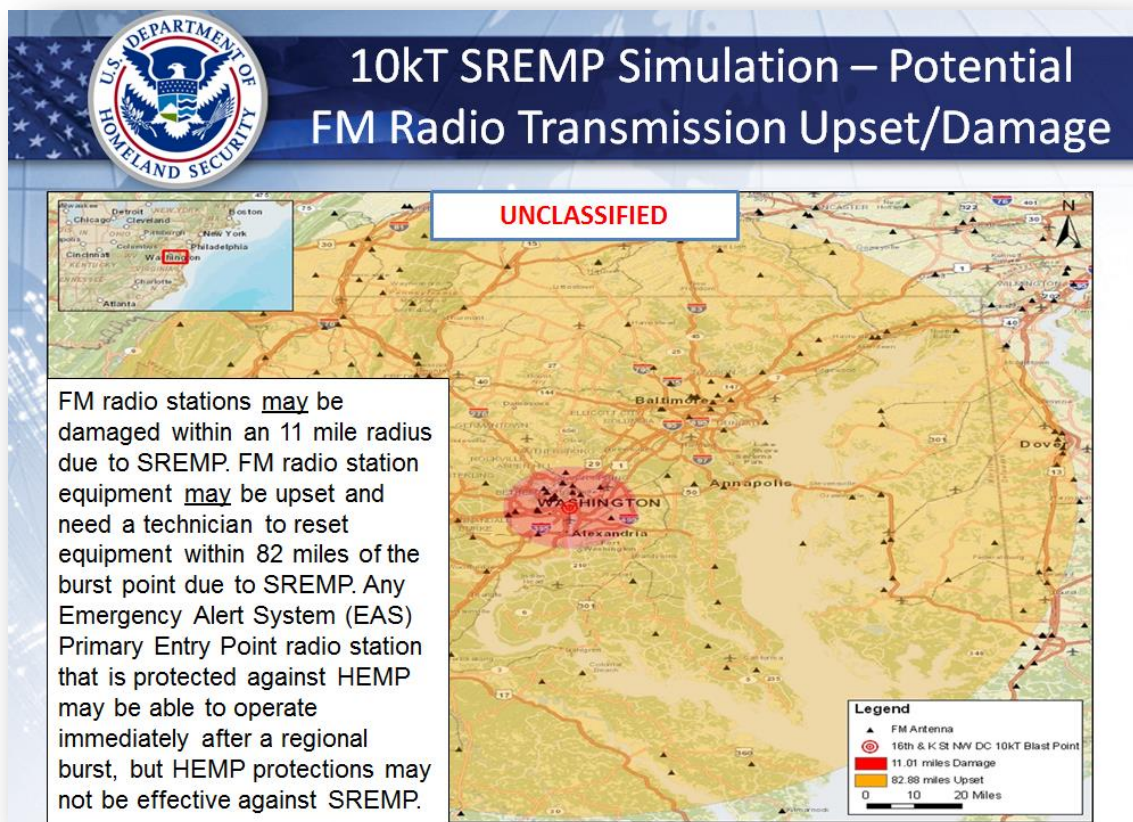 U.S. DEPARTMENT OF
HOMELAND SECURITY
10kT SREMP Simulation – Potential
FM Radio Transmission Upset/Damage
UNCLASSIFIED
Chicago
Detroit
Cleveland
Boston
Pittsburgh
New York
Philadelphia
Columbus
Cincinnati
Washington
KENTUCKY
VIRGINIA
Charlotte
Atlanta
N
Baltimore
Dover
Annapolis
WASHINGTON
Alexandria
FM radio stations may be
damaged within an 11 mile radius
due to SREMP. FM radio station
equipment may be upset and
need a technician to reset
equipment within 82 miles of the
burst point due to SREMP. Any
Emergency Alert System (EAS)
Primary Entry Point radio station
that is protected against HEMP
may be able to operate
immediately after a regional
burst, but HEMP protections may
not be effective against SREMP.
Legend
FM Antenna
16th & K St NW DC 10kT Blast Point
11.01 miles Damage
82.88 miles Upset
0 10 20 Miles